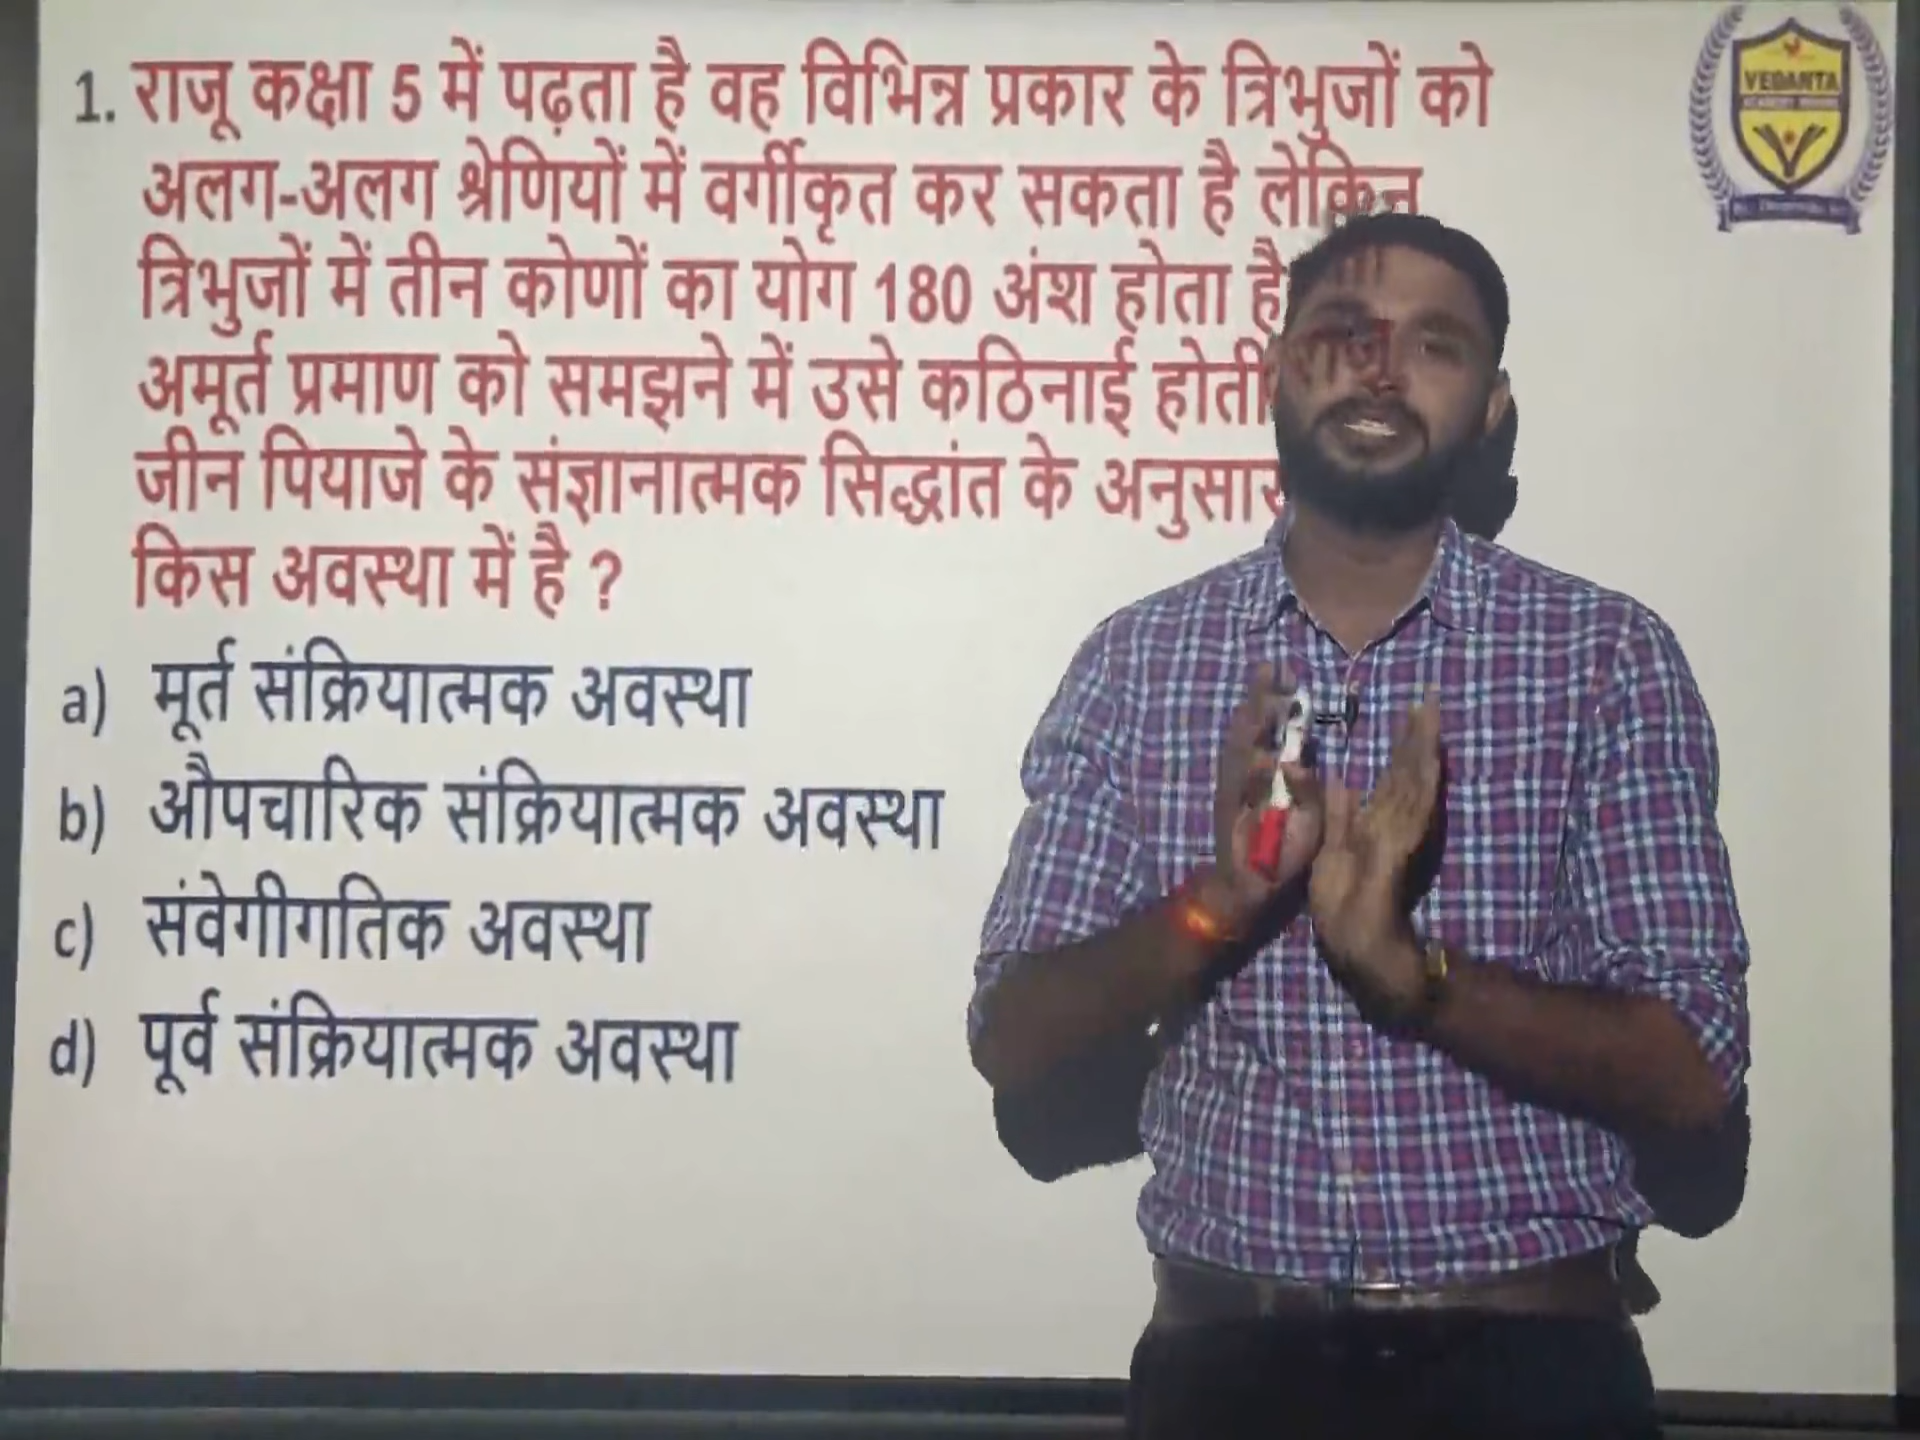 1. राजू कक्षा 5 में पढ़ता है वह विभिन्न प्रकार के त्रिभुजों को
अलग-अलग श्रेणियों में वर्गीकृत कर सकता है लेकिन
त्रिभुजों में तीन कोणों का योग 180 अंश होता है
अमूर्त प्रमाण को समझने में उसे कठिनाई होती
जीन पियाजे के संज्ञानात्मक सिद्धांत के अनुसार
किस अवस्था में है ?
a) मूर्त संक्रियात्मक अवस्था
b) औपचारिक संक्रियात्मक अवस्था
c) संवेगीगतिक अवस्था
d) पूर्व संक्रियात्मक अवस्था
VEDANTA